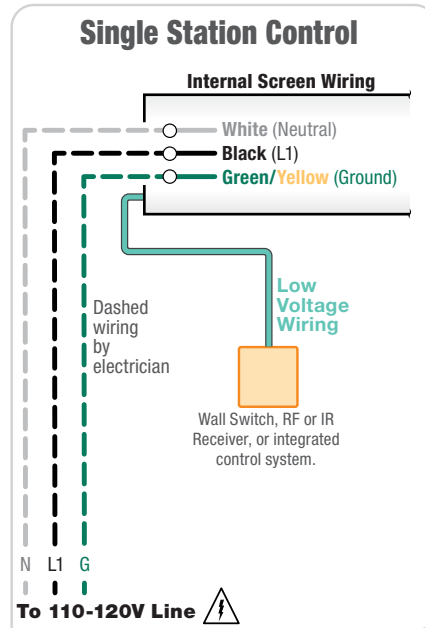 Single Station Control
Internal Screen Wiring
White (Neutral)
Black (L1)
Green/Yellow (Ground)
Dashed
wiring
by
electrician
Low
Voltage
Wiring
Wall Switch, RF or IR
Receiver, or integrated
control system.
N L1 G
To 110-120V Line